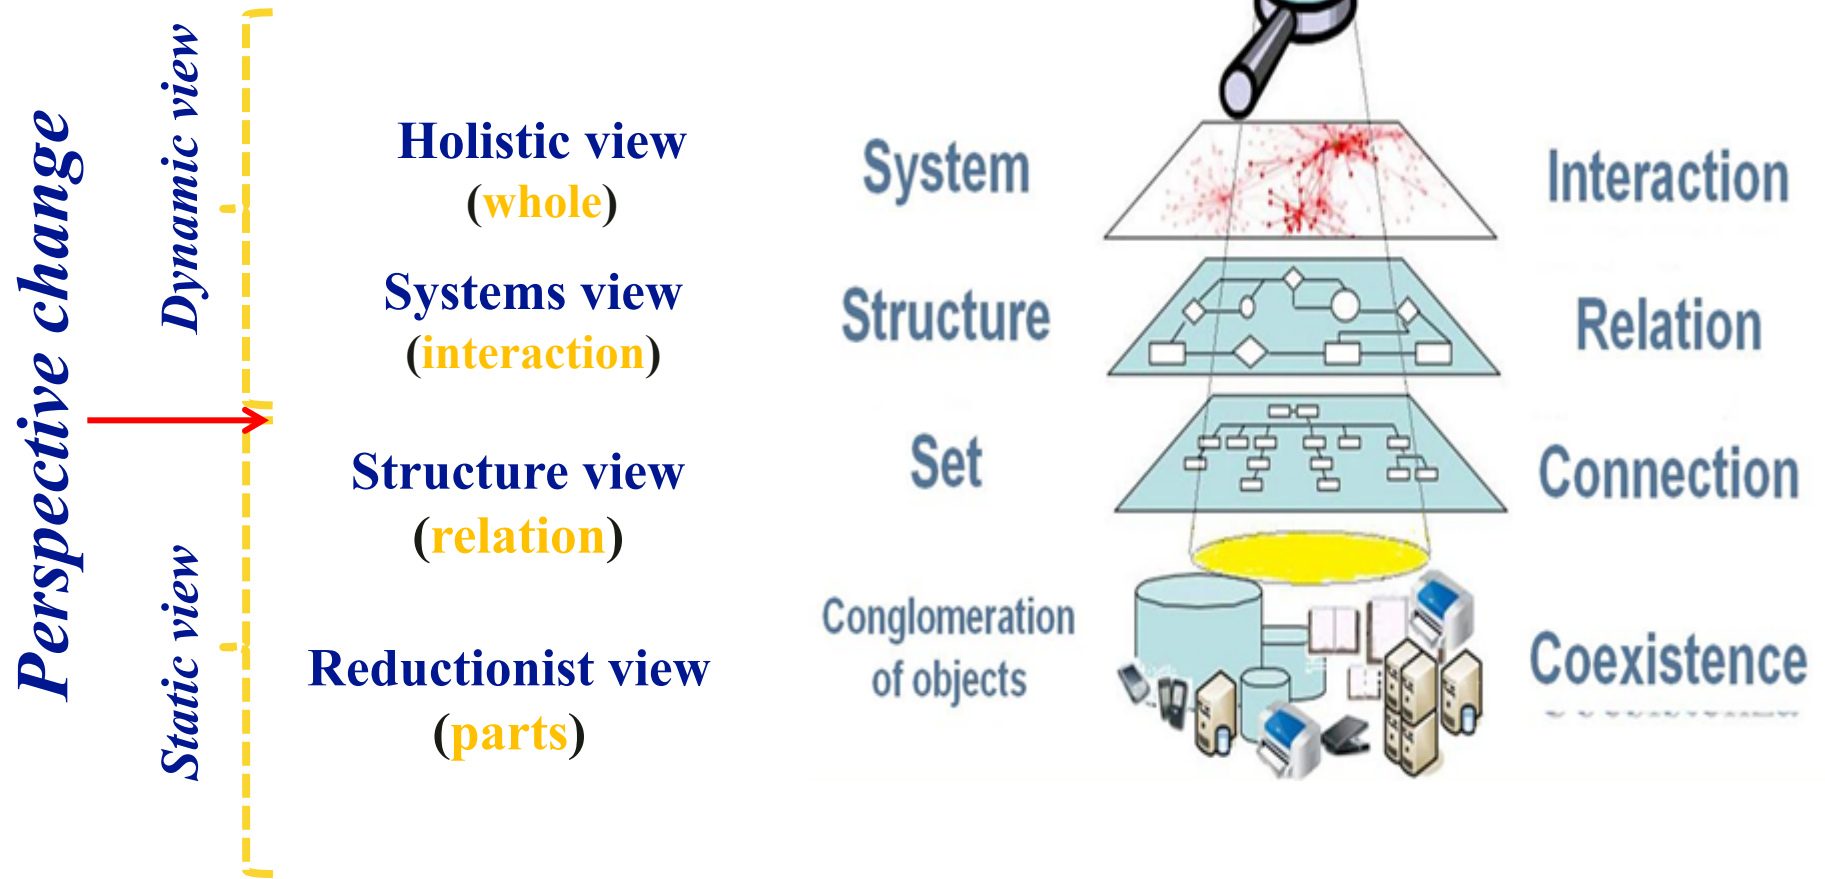 Perspective change
Dynamic view
Static view
Holistic view
(whole)
Systems view
(interaction)
Structure view
(relation)
Reductionist view
(parts)
System
Interaction
Structure
Relation
Set
Connection
Conglomeration
of objects
Coexistence